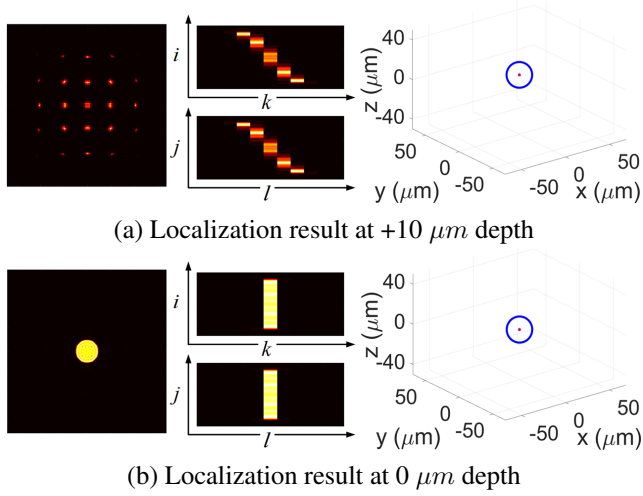 i
k
j
l
z (μm)
40
0
-40
50
0
-50
y (μm)
50
0
-50
x (μm)
(a) Localization result at +10 μm depth
i
k
j
l
z (μm)
40
0
-40
50
0
-50
y (μm)
50
0
-50
x (μm)
(b) Localization result at 0 μm depth